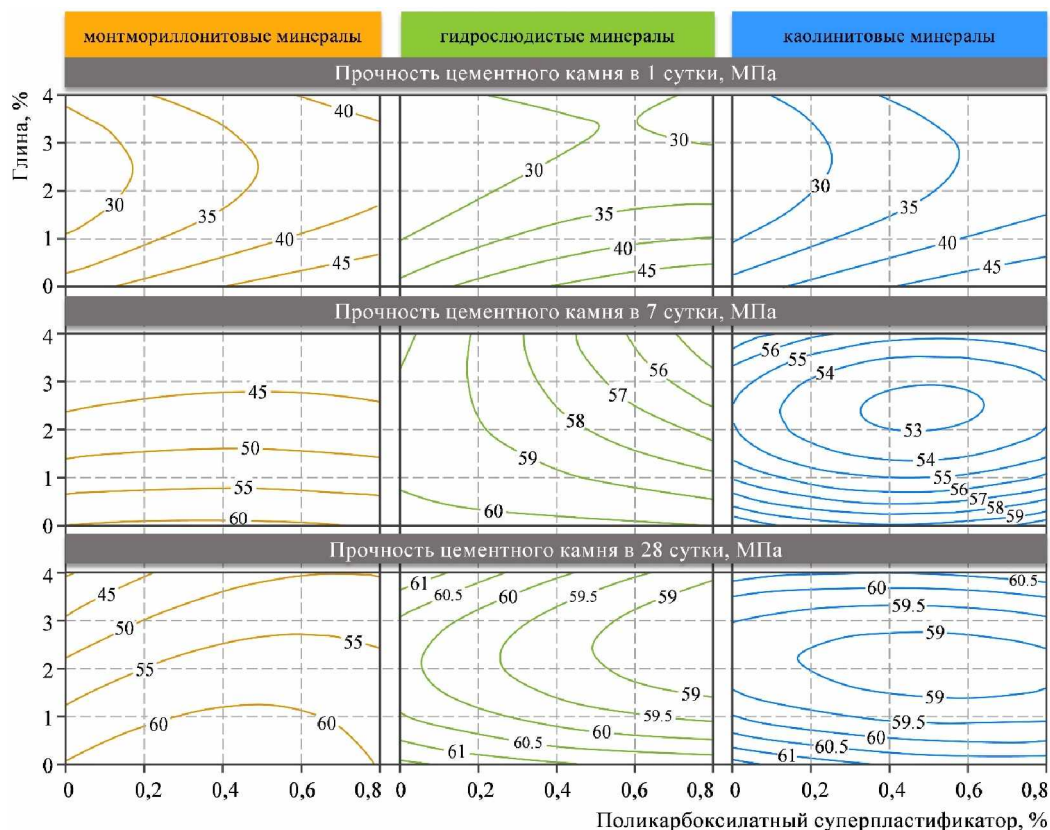 монтмориллонитовые минералы
гидрослюдистые минералы
каолинитовые минералы
Прочность цементного камня в 1 сутки, МПа
Глина, %
4 40
3 30
2 30 30
30 35 35 35
1 40 40 40
45 45 45
0
Прочность цементного камня в 7 сутки, МПа
4 56 55 54
3 45 56 57
2 50 58 53
59 54
1 55 55 56 57 58
0 60 60 59
Прочность цементного камня в 28 сутки, МПа
4 45 61 60.5 60 59.5 59 60 60.5
3 50 59.5
2 55 55 59
59 59
1 60 60 60 59.5 59.5
61 60.5 61 60.5 60
0
0 0,2 0,4 0,6 0,8 0 0,2 0,4 0,6 0,8 0 0,2 0,4 0,6 0,8
Поликарбоксилатный суперпластификатор, %